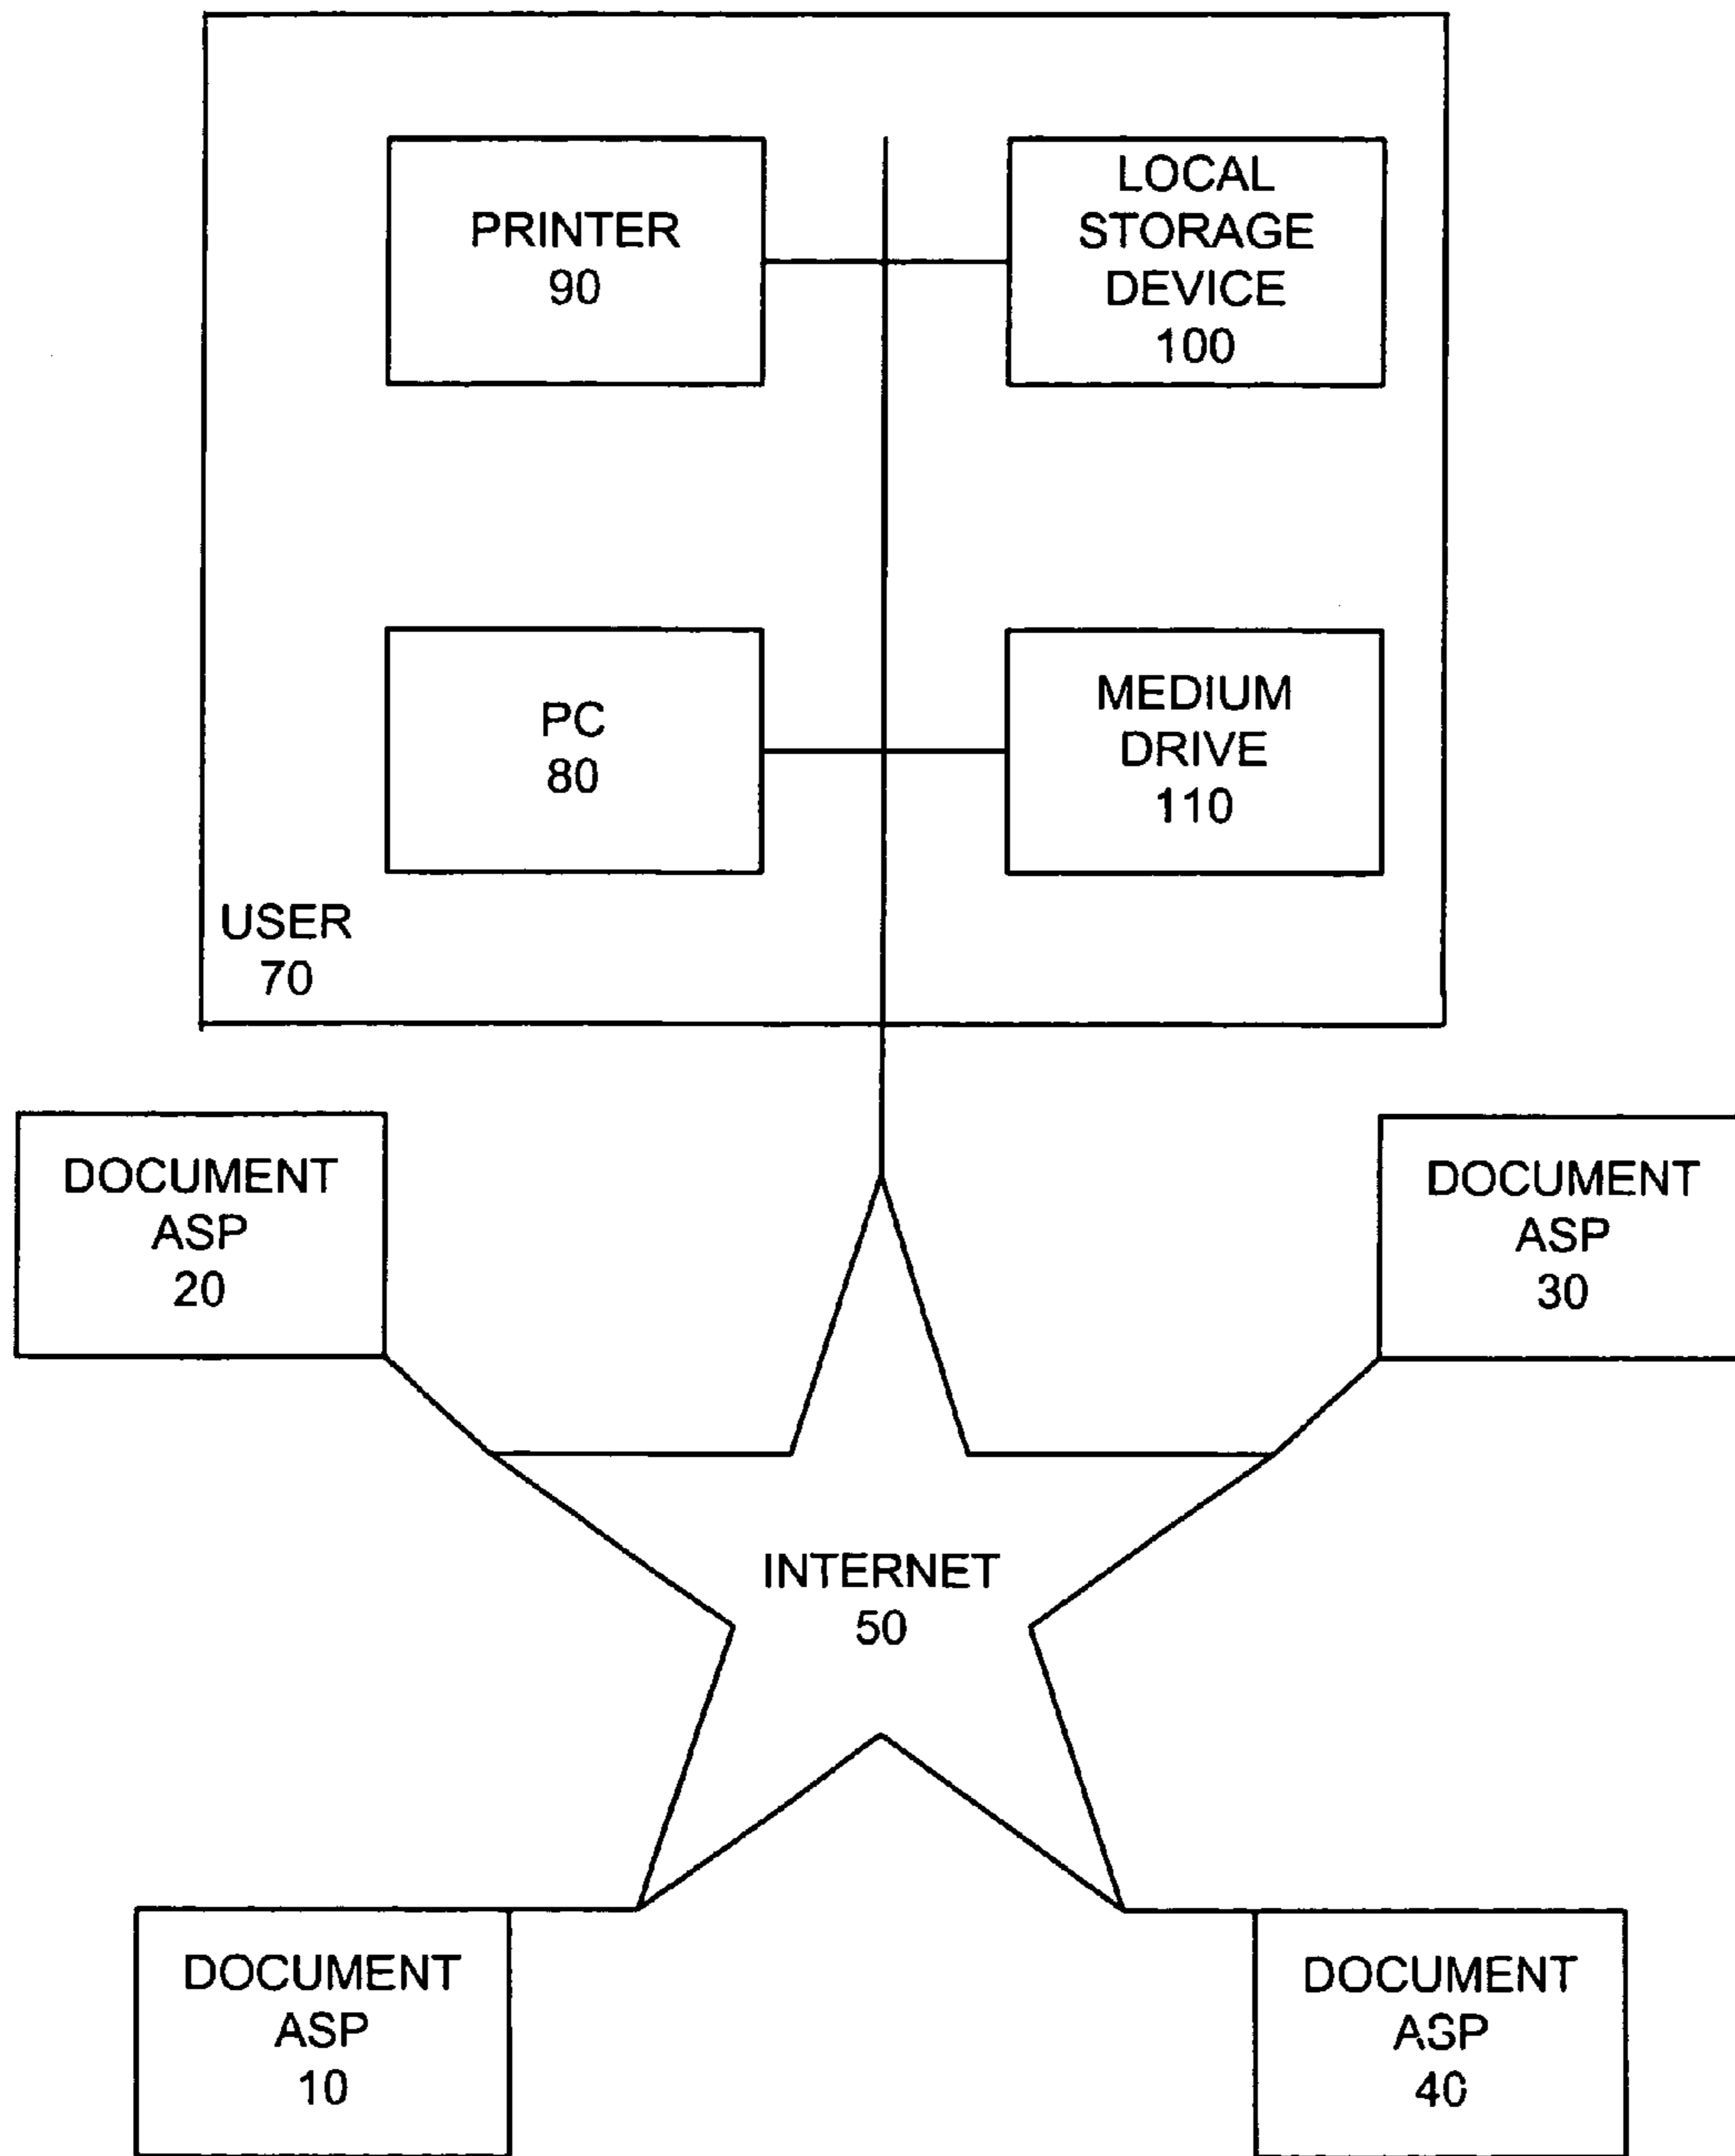 PRINTER
90
LOCAL
STORAGE
DEVICE
100
PC
80
MEDIUM
DRIVE
110
USER
70
DOCUMENT
ASP
20
DOCUMENT
ASP
30
INTERNET
50
DOCUMENT
ASP
10
DOCUMENT
ASP
40